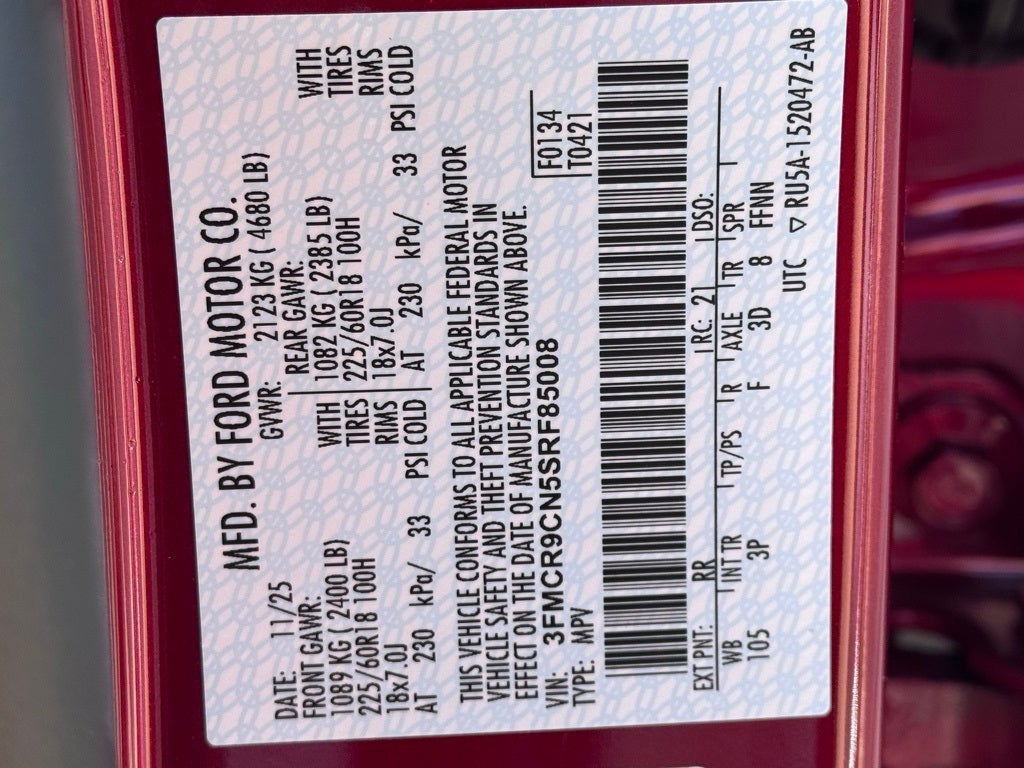 MFD. BY FORD MOTOR CO.
DATE: 11/25 GVWR: 2123 KG ( 4680 LB)
FRONT GAWR: REAR GAWR:
1089 KG ( 2400 LB) WITH 1082 KG ( 2385 LB) WITH
225/60R18 100H TIRES 225/60R18 100H TIRES
18x7.0J RIMS 18x7.0J RIMS
AT 230 kPa/ 33 PSI COLD AT 230 kPa/ 33 PSI COLD
THIS VEHICLE CONFORMS TO ALL APPLICABLE FEDERAL MOTOR
VEHICLE SAFETY AND THEFT PREVENTION STANDARDS IN
EFFECT ON THE DATE OF MANUFACTURE SHOWN ABOVE.
VIN: 3FMCR9CN5SRF85008 F0134
TYPE: MPV T0421
EXT PNT: RR RC: 21 DSO:
WB INT TR TP/PS R AXLE TR SPR
105 3P F 3D 8 FFNN
UTC ▽ RU5A-1520472-AB